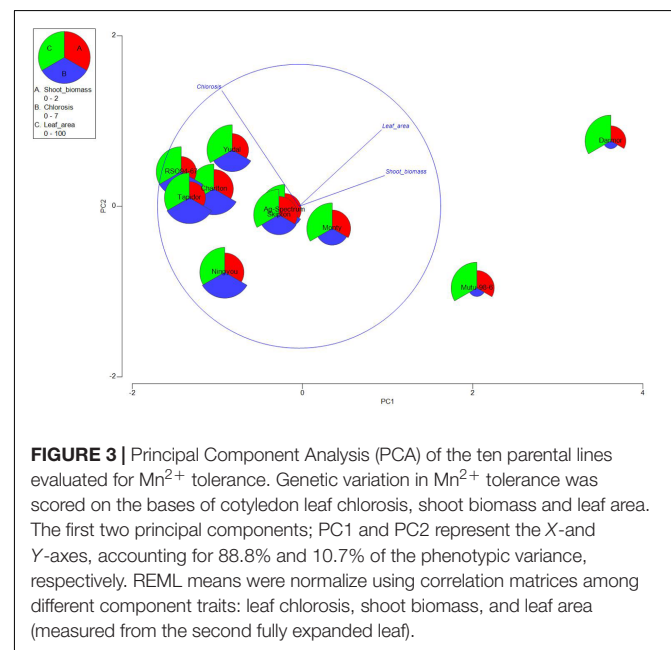 2
C
A
B
A. Shoot_biomass
0 - 2
B. Chlorosis
0 - 7
C. Leaf_area
0 - 100
Chlorosis
Leaf_area
Shoot_biomass
Charlton
Tapidor
Ag-Spectrum
Skipton
Monty
Ningyou
PC2
0
-2
-2
0
2
4
PC1
FIGURE 3 | Principal Component Analysis (PCA) of the ten parental lines
evaluated for Mn2+ tolerance. Genetic variation in Mn2+ tolerance was
scored on the bases of cotyledon leaf chlorosis, shoot biomass and leaf area.
The first two principal components; PC1 and PC2 represent the X-and
Y-axes, accounting for 88.8% and 10.7% of the phenotypic variance,
respectively. REML means were normalize using correlation matrices among
different component traits: leaf chlorosis, shoot biomass, and leaf area
(measured from the second fully expanded leaf).